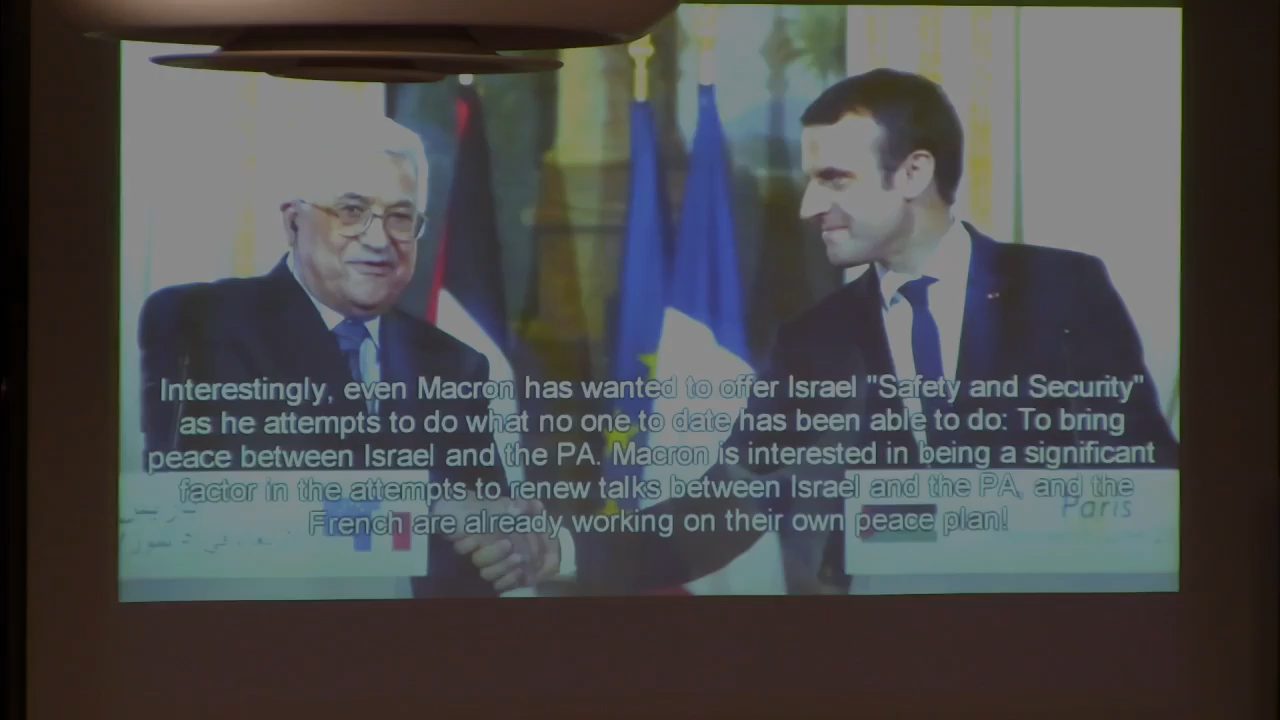 Interestingly, even Macron has wanted to offer Israel "Safety and Security"
as he attempts to do what no one to date has been able to do: To bring
peace between Israel and the PA. Macron is interested in being a significant
factor in the attempts to renew talks between Israel and the PA, and the
French are already working on their own peace plan!
Paris